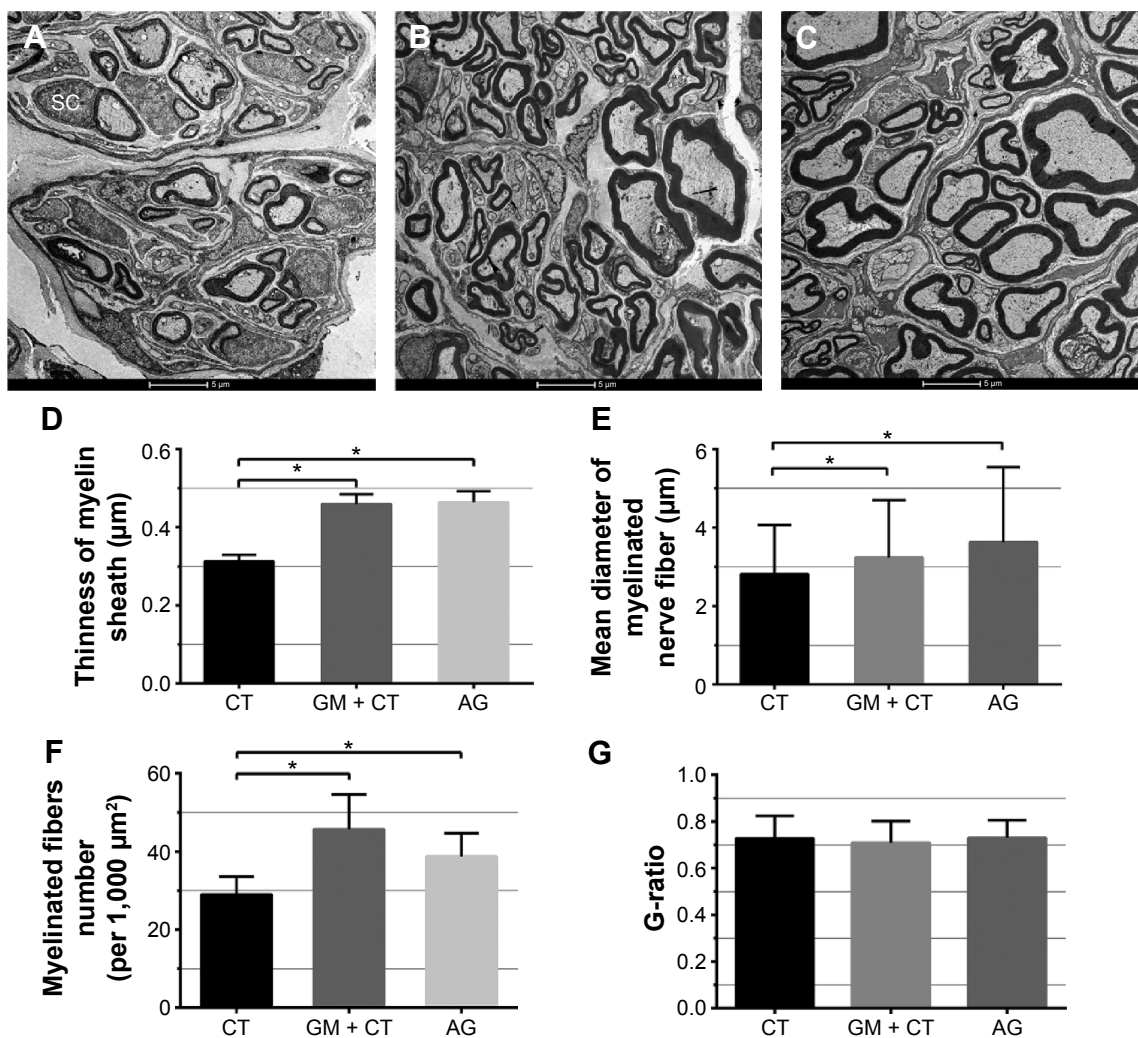 A
B
C
SC
5 µm
5 µm
5 µm
D
Thinness of myelin
sheath (µm)
0.6
0.4
0.2
0.0
*
*
CT
GM + CT
AG
E
Mean diameter of
myelinated
nerve fiber (µm)
6
4
2
0
*
*
CT
GM + CT
AG
F
Myelinated fibers
number
(per 1,000 µm²)
60
40
20
0
*
*
CT
GM + CT
AG
G
G-ratio
1.0
0.8
0.6
0.4
0.2
0.0
CT
GM + CT
AG